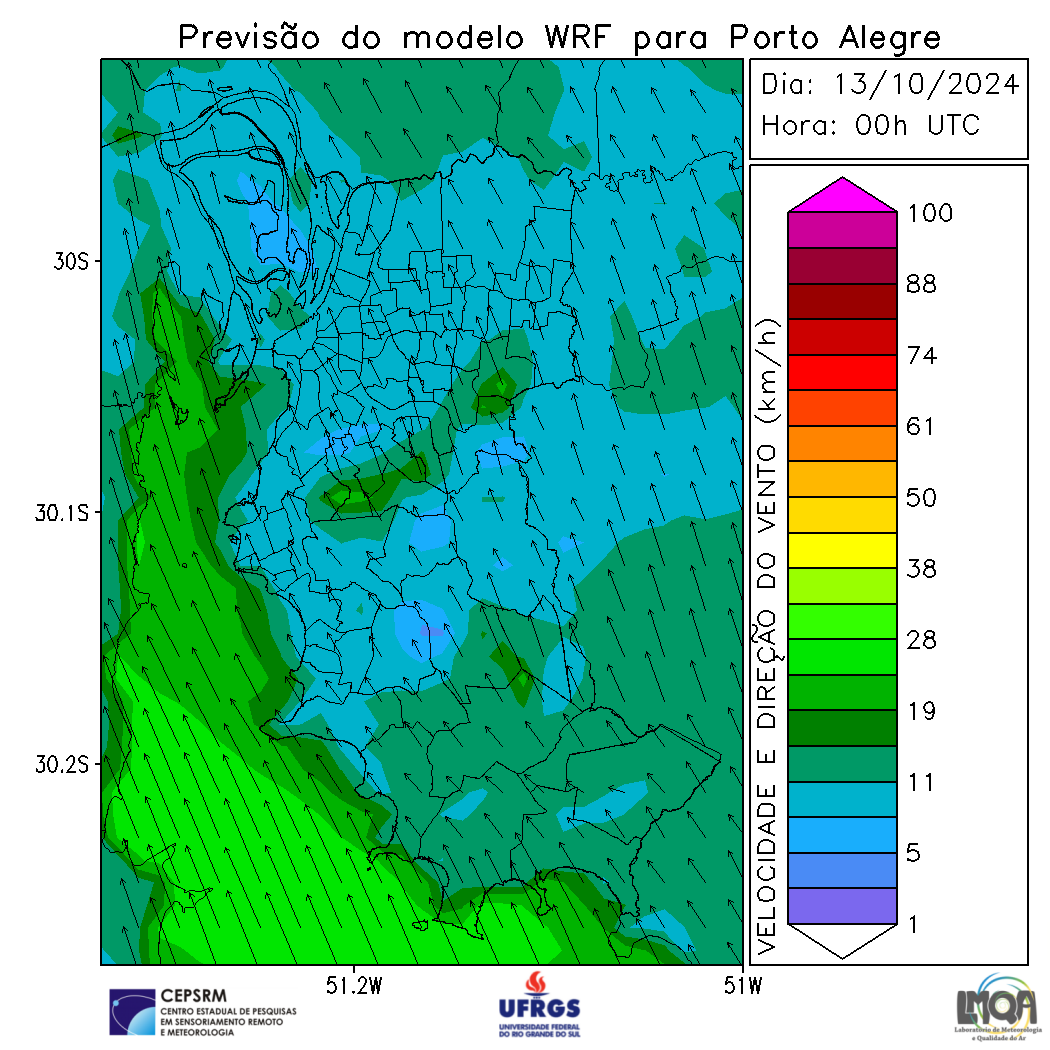 Previsão do modelo WRF para Porto Alegre
Dia: 13/10/2024
Hora: 00h UTC
30S
30.1S
30.2S
51.2W
51W
VELOCIDADE E DIREÇÃO DO VENTO (km/h)
100
88
74
61
50
38
28
19
11
5
1
CEPSRM
CENTRO ESTADUAL DE PESQUISAS
EM SENSORIAMENTO REMOTO
E METEOROLOGIA
UFRGS
UNIVERSIDADE FEDERAL
DO RIO GRANDE DO SUL
LMQA
Laboratório de Meteorologia
e Qualidade do Ar